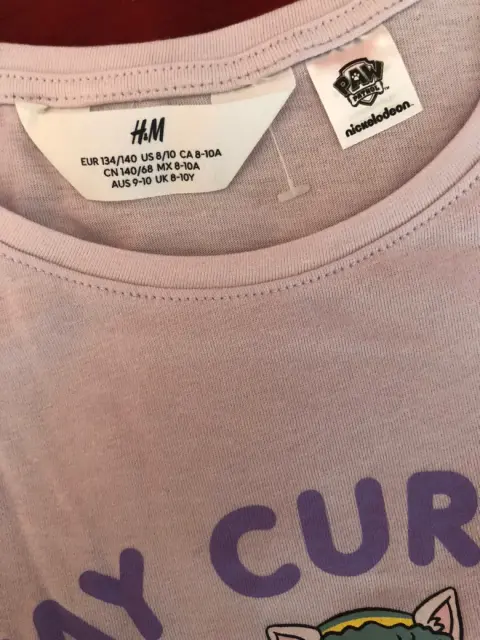 H&M
EUR 134/140 US 8/10 CA 8-10A
CN 140/68 MX 8-10A
AUS 9-10 UK 8-10Y
PAW
PATROL
nickelodeon
AY CUR